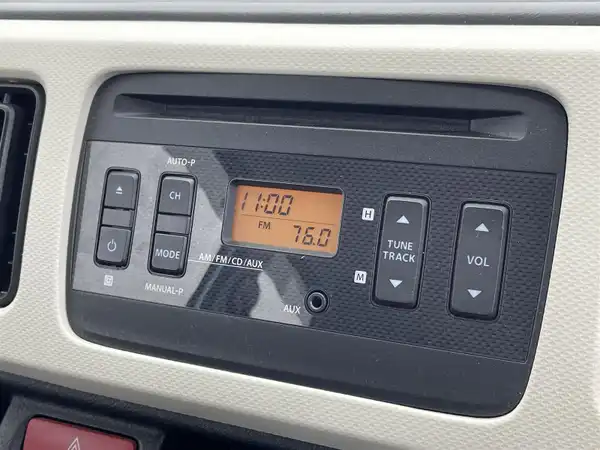 AUTO-P
CH
11:00
FM
76.0
H
TUNE
TRACK
VOL
MODE
AM/FM/CD/AUX
M
MANUAL-P
AUX